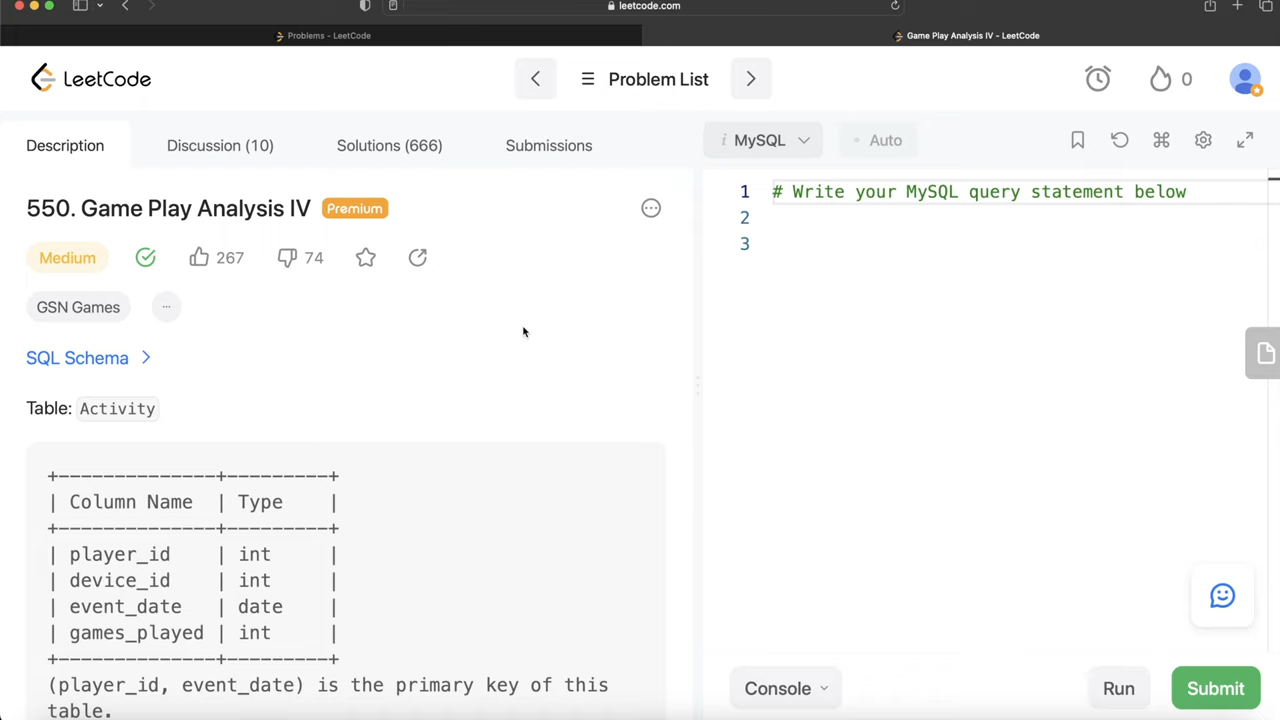 leetcode.com
Problems - LeetCode
Game Play Analysis IV - LeetCode
LeetCode
Problem List
0
Description
Discussion (10)
Solutions (666)
Submissions
i MySQL
Auto
550. Game Play Analysis IV Premium
Medium
267
74
GSN Games
...
SQL Schema >
Table: Activity
+--------------+---------+
| Column Name  | Type    |
+--------------+---------+
| player_id    | int     |
| device_id    | int     |
| event_date   | date    |
| games_played | int     |
+--------------+---------+
(player_id, event_date) is the primary key of this
table.
1 # Write your MySQL query statement below
2
3
Console
Run
Submit